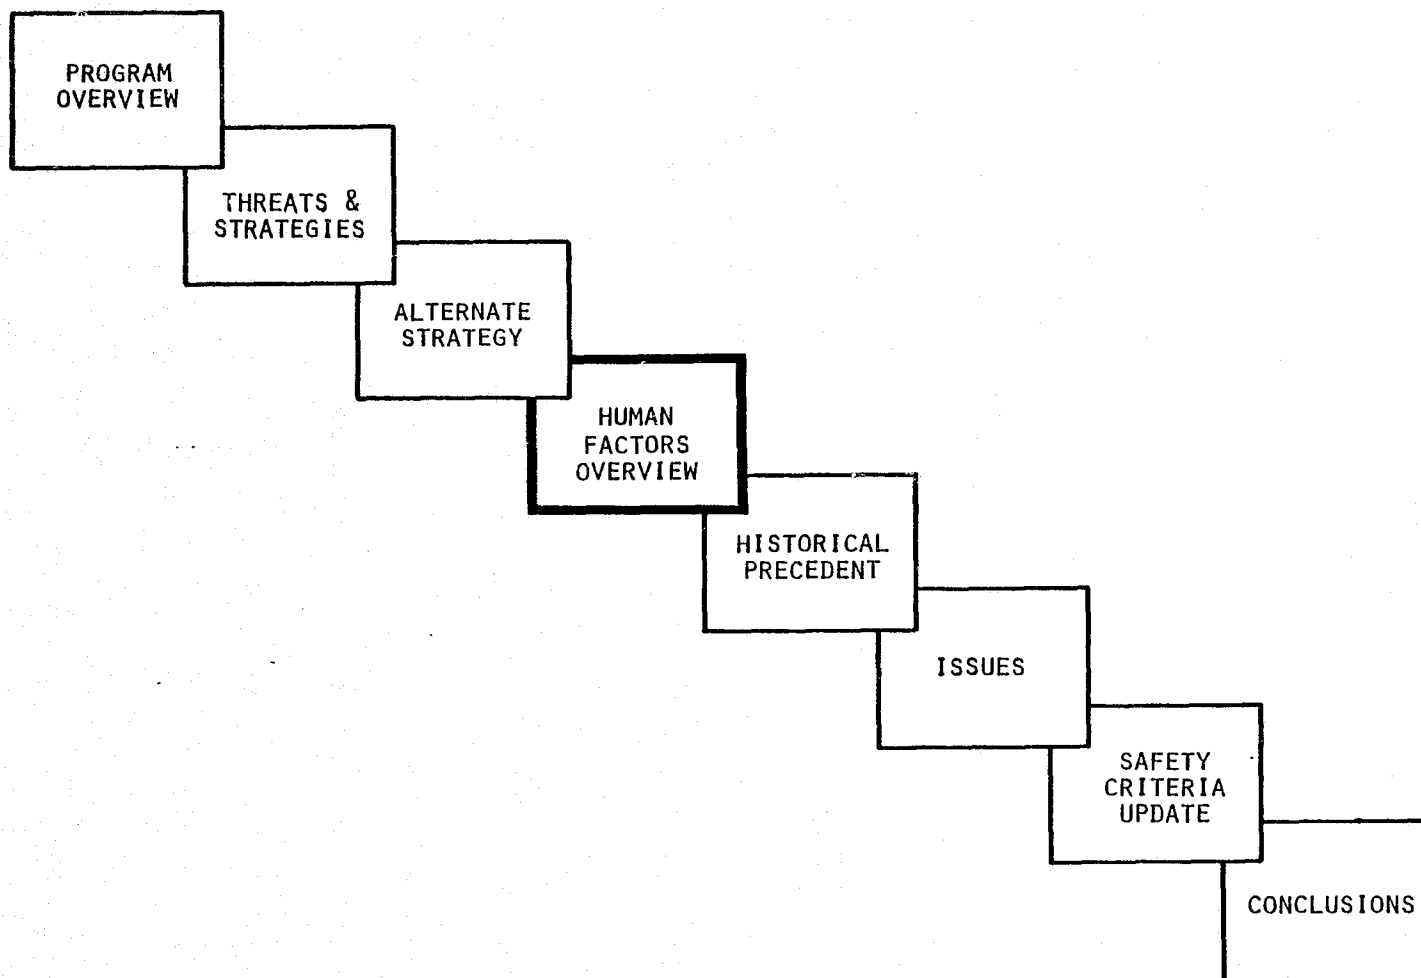 PROGRAM
OVERVIEW
THREATS &
STRATEGIES
ALTERNATE
STRATEGY
HUMAN
FACTORS
OVERVIEW
HISTORICAL
PRECEDENT
ISSUES
SAFETY
CRITERIA
UPDATE
CONCLUSIONS